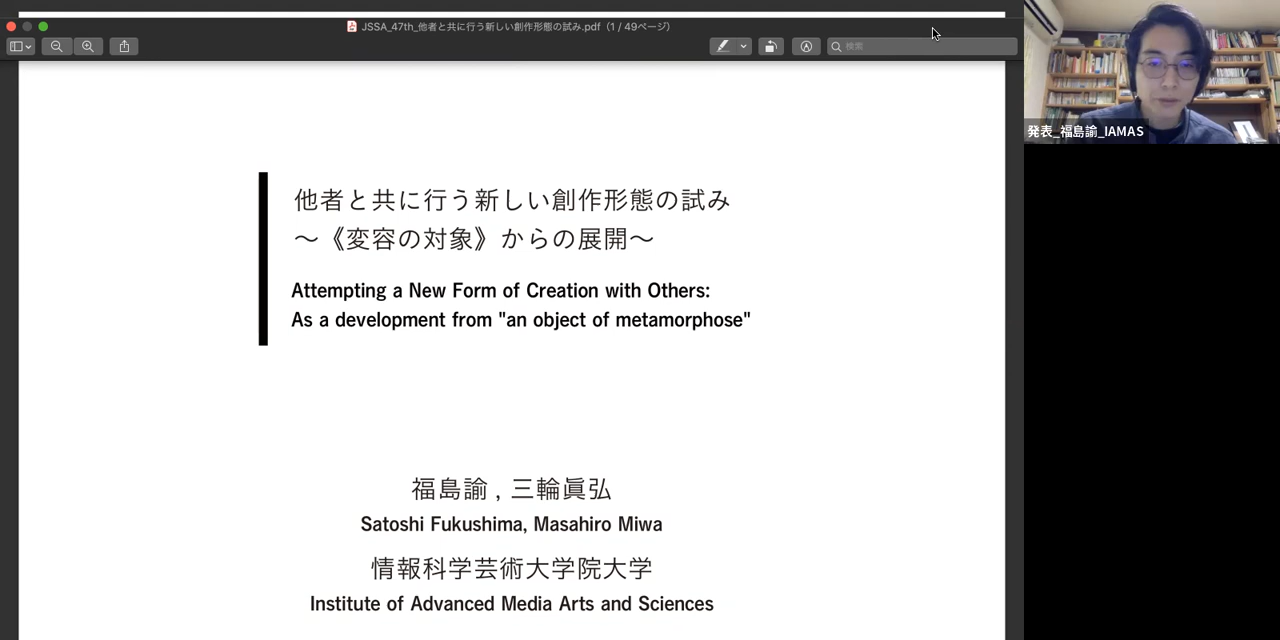 JSSA_47th_他者と共に行う新しい創作形態の試み.pdf（1 / 49ページ）
検索
発表_福島諭_IAMAS
他者と共に行う新しい創作形態の試み
〜《変容の対象》からの展開〜
Attempting a New Form of Creation with Others:
As a development from "an object of metamorphose"
福島諭 , 三輪眞弘
Satoshi Fukushima, Masahiro Miwa
情報科学芸術大学院大学
Institute of Advanced Media Arts and Sciences